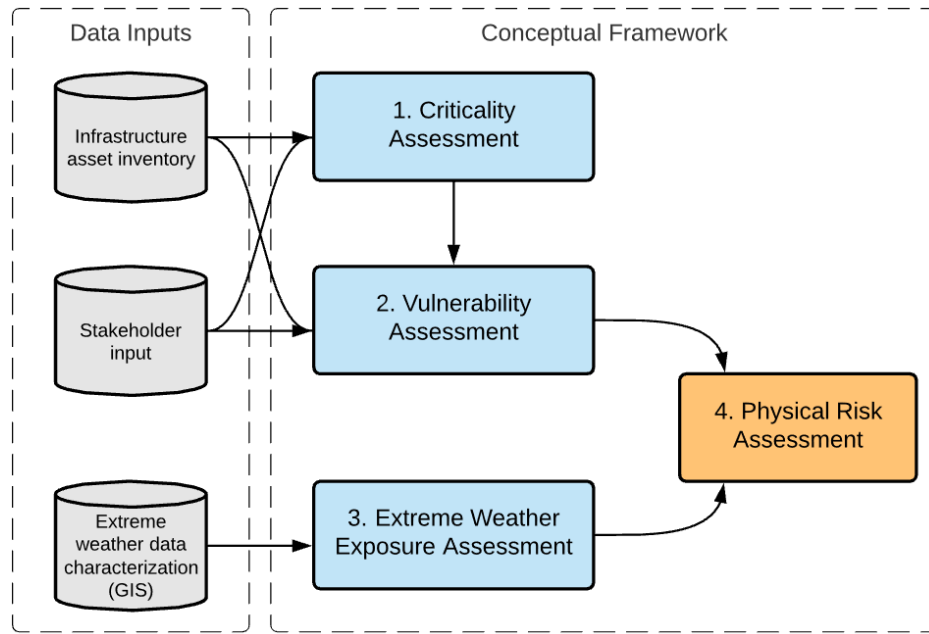 Data Inputs
Conceptual Framework
Infrastructure
asset inventory
1. Criticality
Assessment
Stakeholder
input
2. Vulnerability
Assessment
4. Physical Risk
Assessment
Extreme
weather data
characterization
(GIS)
3. Extreme Weather
Exposure Assessment